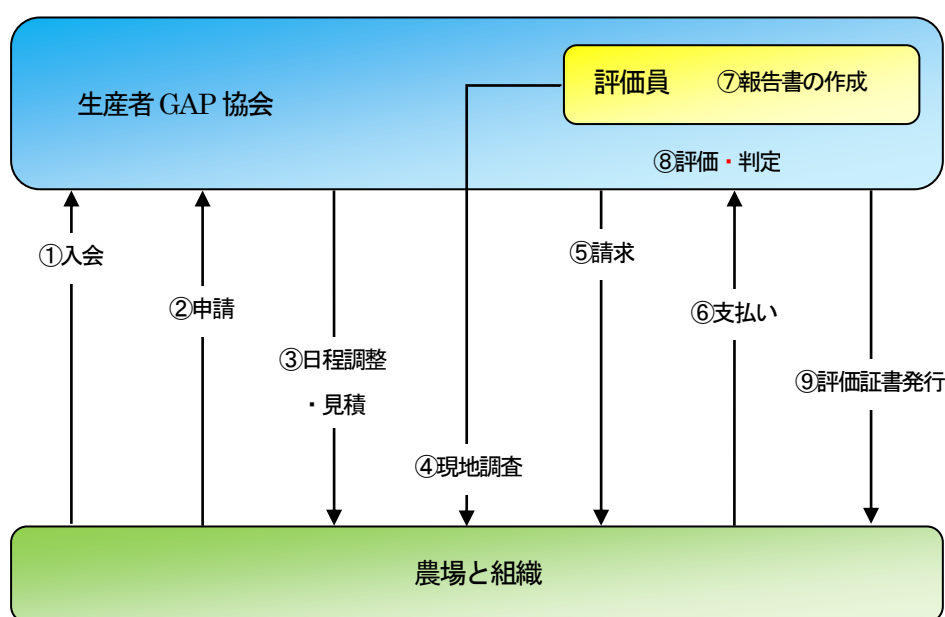 評価員 ⑦報告書の作成
生産者 GAP 協会
⑧評価・判定
①入会
②申請
③日程調整
・見積
④現地調査
⑤請求
⑥支払い
⑨評価証書発行
農場と組織